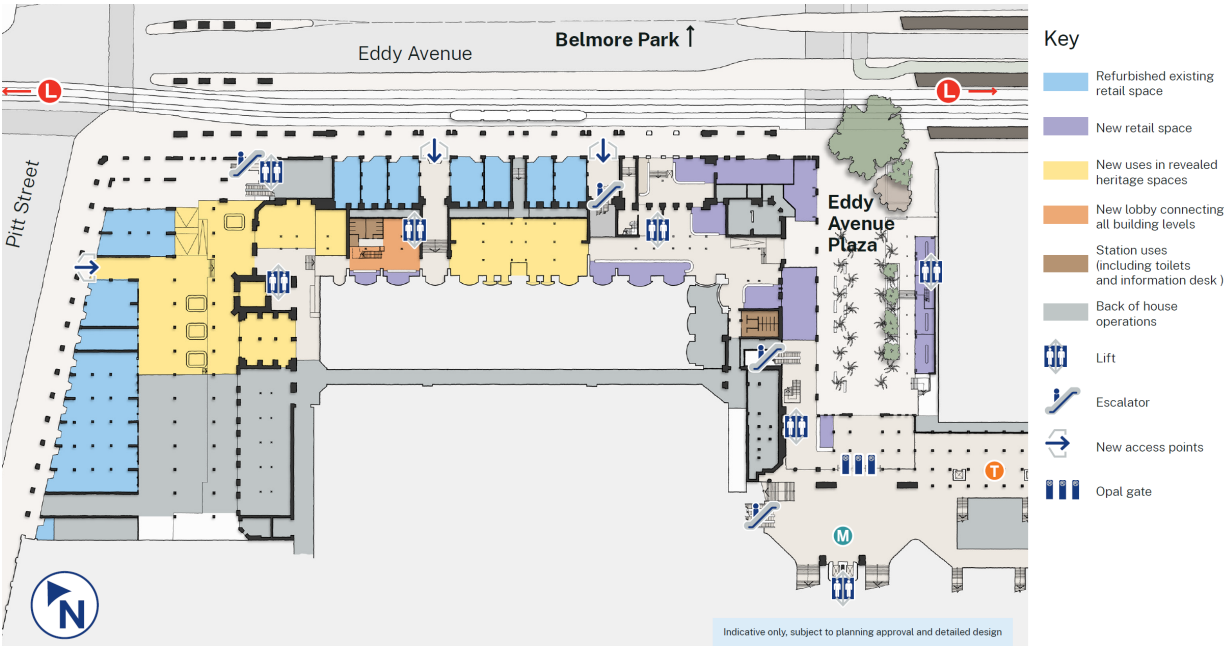 Belmore Park ↑
Eddy Avenue
L
L
Pitt Street
Eddy
Avenue
Plaza
T
M
N
Indicative only, subject to planning approval and detailed design
Key
Refurbished existing
retail space
New retail space
New uses in revealed
heritage spaces
New lobby connecting
all building levels
Station uses
(including toilets
and information desk )
Back of house
operations
Lift
Escalator
New access points
Opal gate